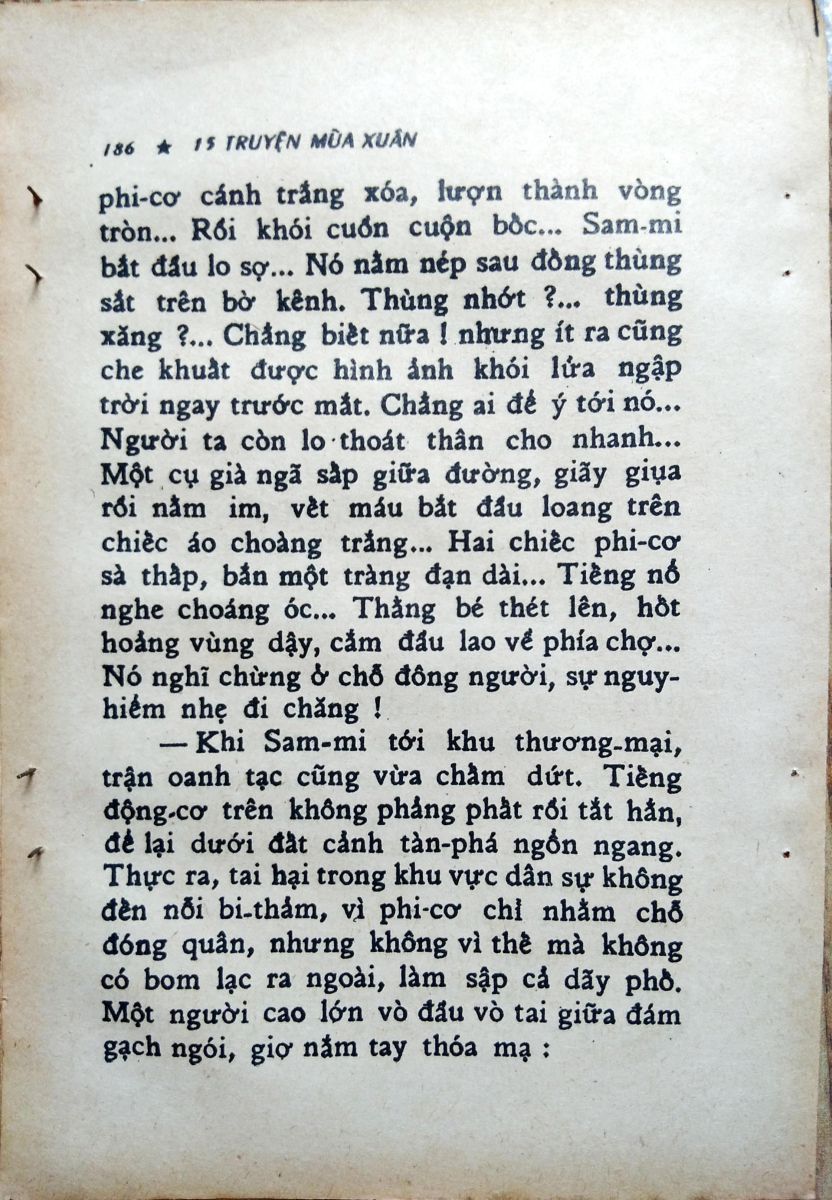 186 ★ 15 TRUYỆN MÙA XUÂN
phi-cơ cánh trắng xóa, lượn thành vòng
tròn... Rồi khói cuồn cuộn bốc... Sam-mi
bắt đầu lo sợ... Nó nằm nép sau đống thùng
sắt trên bờ kênh. Thùng nhớt ?... thùng
xăng ?... Chẳng biết nữa ! nhưng ít ra cũng
che khuất được hình ảnh khói lửa ngập
trời ngay trước mắt. Chẳng ai để ý tới nó...
Người ta còn lo thoát thân cho nhanh...
Một cụ già ngã sấp giữa đường, giãy giụa
rồi nằm im, vết máu bắt đầu loang trên
chiếc áo choàng trắng... Hai chiếc phi-cơ
sà thấp, bắn một tràng đạn dài... Tiếng nổ
nghe choáng óc... Thằng bé thét lên, hốt
hoảng vùng dậy, cắm đầu lao về phía chợ...
Nó nghĩ chừng ở chỗ đông người, sự nguy-
hiểm nhẹ đi chăng !
— Khi Sam-mi tới khu thương-mại,
trận oanh tạc cũng vừa chấm dứt. Tiếng
động-cơ trên không phảng phất rồi tắt hẳn,
để lại dưới đất cảnh tàn-phá ngổn ngang.
Thực ra, tai hại trong khu vực dân sự không
đến nỗi bi-thảm, vì phi-cơ chỉ nhằm chỗ
đóng quân, nhưng không vì thế mà không
có bom lạc ra ngoài, làm sập cả dãy phố.
Một người cao lớn vò đầu vò tai giữa đám
gạch ngói, giơ nắm tay thóa mạ :